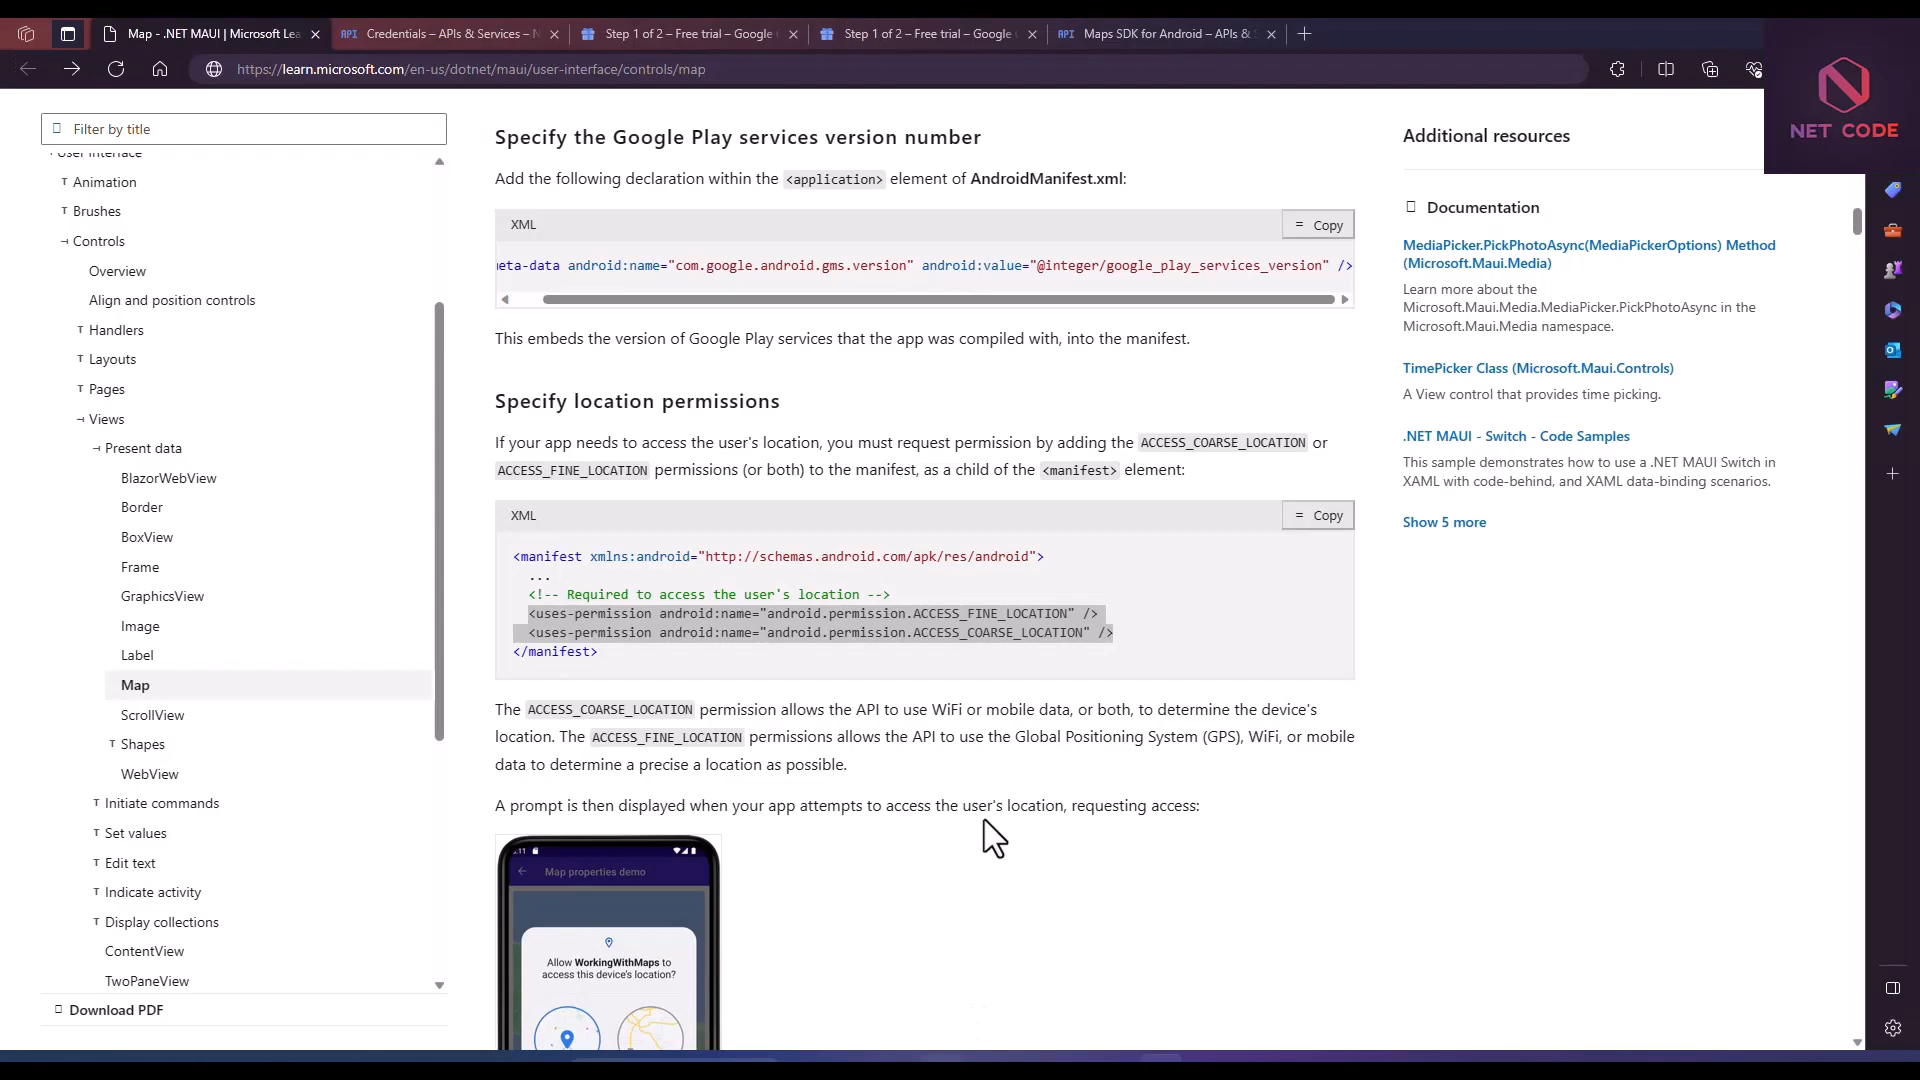 Map - .NET MAUI | Microsoft Lea
API Credentials – APIs & Services – N
Step 1 of 2 – Free trial – Google
Step 1 of 2 – Free trial – Google
API Maps SDK for Android – APIs &
https://learn.microsoft.com/en-us/dotnet/maui/user-interface/controls/map
NET CODE
Filter by title
User interface
Animation
Brushes
Controls
Overview
Align and position controls
Handlers
Layouts
Pages
Views
Present data
BlazorWebView
Border
BoxView
Frame
GraphicsView
Image
Label
Map
ScrollView
Shapes
WebView
Initiate commands
Set values
Edit text
Indicate activity
Display collections
ContentView
TwoPaneView
Download PDF
Specify the Google Play services version number
Add the following declaration within the <application> element of AndroidManifest.xml:
XML
Copy
eta-data android:name="com.google.android.gms.version" android:value="@integer/google_play_services_version" />
This embeds the version of Google Play services that the app was compiled with, into the manifest.
Specify location permissions
If your app needs to access the user's location, you must request permission by adding the ACCESS_COARSE_LOCATION or
ACCESS_FINE_LOCATION permissions (or both) to the manifest, as a child of the <manifest> element:
XML
Copy
<manifest xmlns:android="http://schemas.android.com/apk/res/android">
...
<!-- Required to access the user's location -->
<uses-permission android:name="android.permission.ACCESS_FINE_LOCATION" />
<uses-permission android:name="android.permission.ACCESS_COARSE_LOCATION" />
</manifest>
The ACCESS_COARSE_LOCATION permission allows the API to use WiFi or mobile data, or both, to determine the device's
location. The ACCESS_FINE_LOCATION permissions allows the API to use the Global Positioning System (GPS), WiFi, or mobile
data to determine a precise a location as possible.
A prompt is then displayed when your app attempts to access the user's location, requesting access:
Map properties demo
Allow WorkingWithMaps to
access this device's location?
Additional resources
Documentation
MediaPicker.PickPhotoAsync(MediaPickerOptions) Method
(Microsoft.Maui.Media)
Learn more about the
Microsoft.Maui.Media.MediaPicker.PickPhotoAsync in the
Microsoft.Maui.Media namespace.
TimePicker Class (Microsoft.Maui.Controls)
A View control that provides time picking.
.NET MAUI - Switch - Code Samples
This sample demonstrates how to use a .NET MAUI Switch in
XAML with code-behind, and XAML data-binding scenarios.
Show 5 more